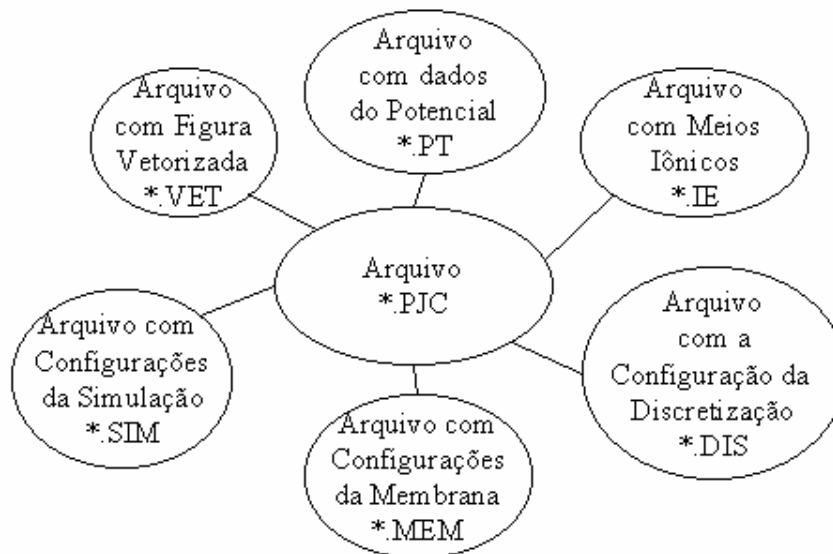 Arquivo
com dados
do Potencial
*.PT
Arquivo
com Figura
Vetorizada
*.VET
Arquivo
com Meios
Iônicos
*.IE
Arquivo
*.PJC
Arquivo com
Configurações
da Simulação
*.SIM
Arquivo
com a
Configuração da
Discretização
*.DIS
Arquivo com
Configurações
da Membrana
*.MEM